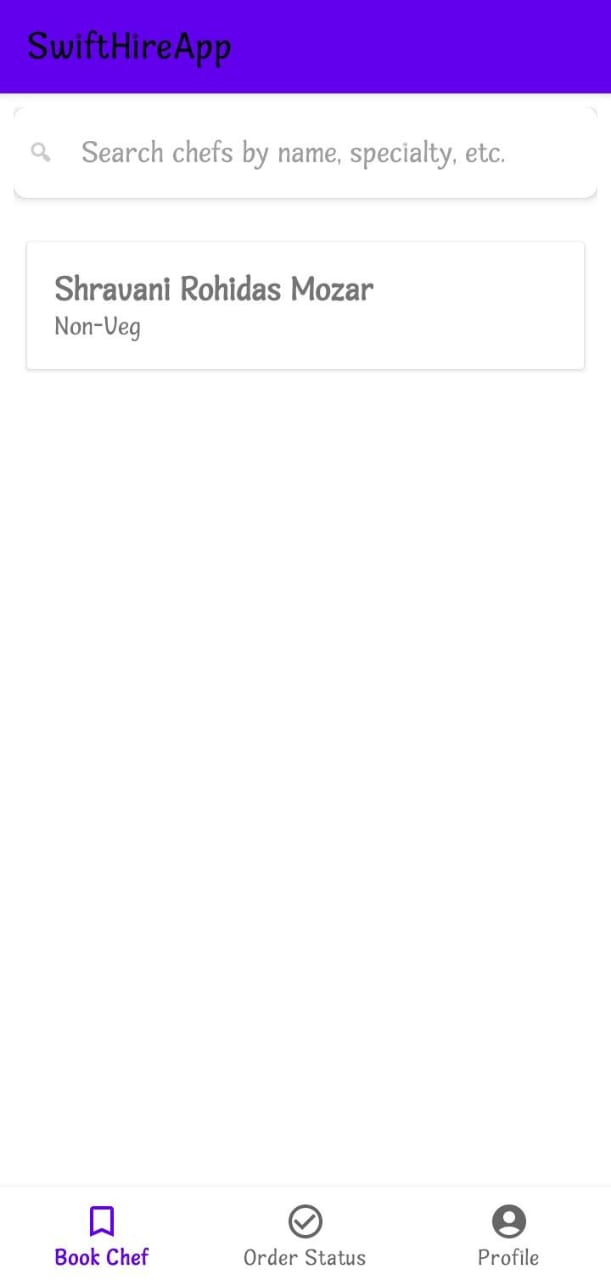 SwiftHireApp
Search chefs by name, specialty, etc.
Shravani Rohidas Mozar
Non-Veg
Book Chef
Order Status
Profile